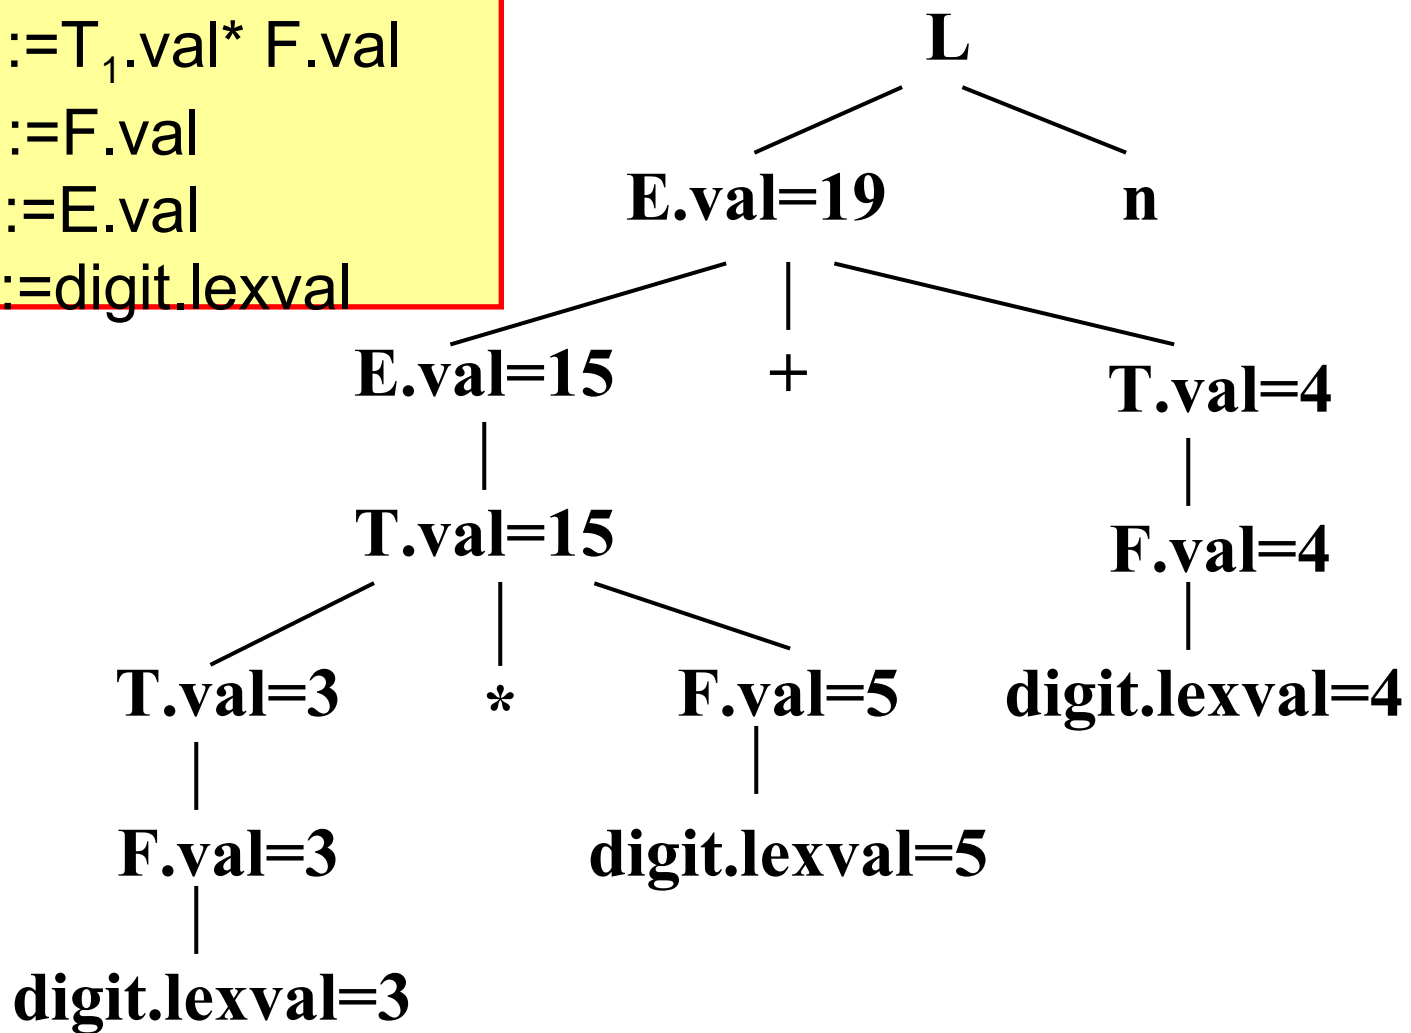 :=T₁.val* F.val
:=F.val
:=E.val
:=digit.lexval
L
E.val=19 n
E.val=15 + T.val=4
T.val=15 F.val=4
T.val=3 * F.val=5 digit.lexval=4
F.val=3 digit.lexval=5
digit.lexval=3